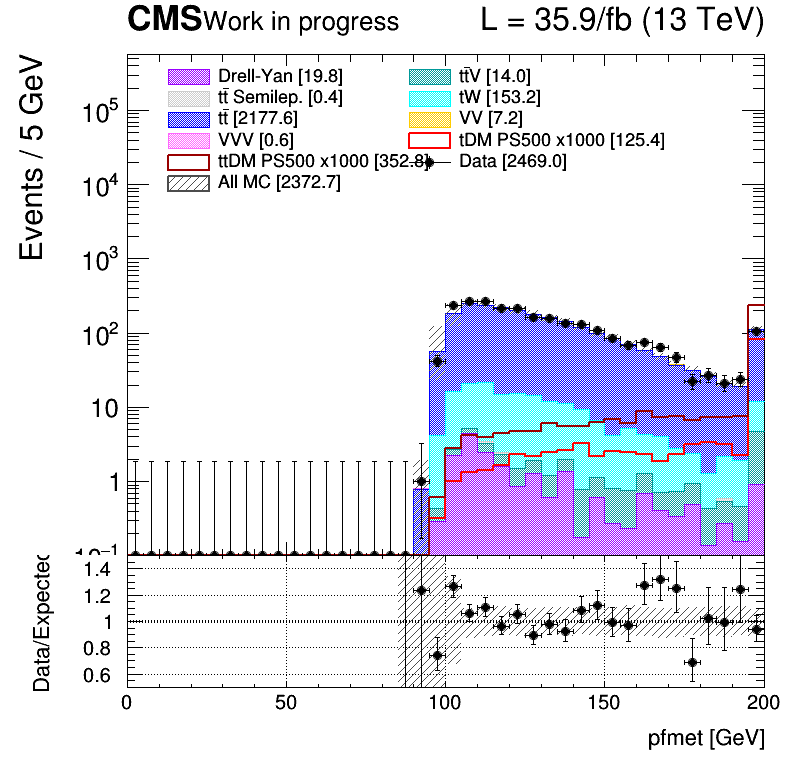 CMS Work in progress L = 35.9/fb (13 TeV)
Events / 5 GeV
Drell-Yan [19.8] tt̄V [14.0]
tt̄ Semilep. [0.4] tW [153.2]
tt̄ [2177.6] VV [7.2]
VVV [0.6] tDM PS500 x1000 [125.4]
ttDM PS500 x1000 [352.8] Data [2469.0]
All MC [2372.7]
10⁵
10⁴
10³
10²
10
1
10⁻¹
Data/Expected
1.4
1.2
1
0.8
0.6
0 50 100 150 200
pfmet [GeV]